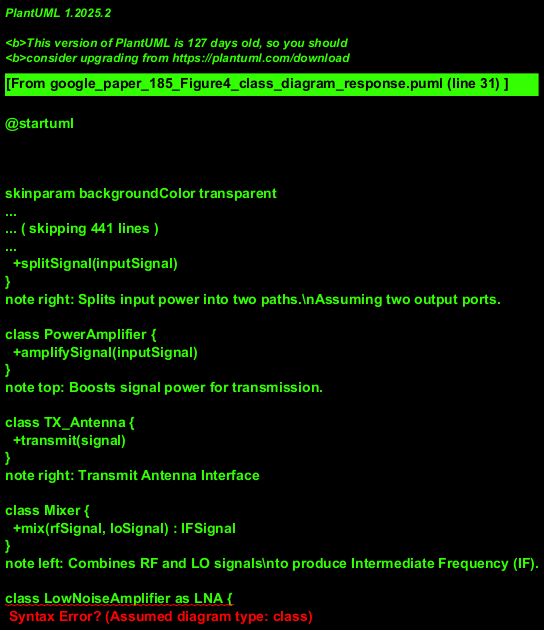 PlantUML 1.2025.2
<b>This version of PlantUML is 127 days old, so you should
<b>consider upgrading from https://plantuml.com/download
[From google_paper_185_Figure4_class_diagram_response.puml (line 31) ]
@startuml
skinparam backgroundColor transparent
...
... ( skipping 441 lines )
...
+splitSignal(inputSignal)
}
note right: Splits input power into two paths.\nAssuming two output ports.
class PowerAmplifier {
+amplifySignal(inputSignal)
}
note top: Boosts signal power for transmission.
class TX_Antenna {
+transmit(signal)
}
note right: Transmit Antenna Interface
class Mixer {
+mix(rfSignal, loSignal) : IFSignal
}
note left: Combines RF and LO signals\nto produce Intermediate Frequency (IF).
class LowNoiseAmplifier as LNA {
Syntax Error? (Assumed diagram type: class)